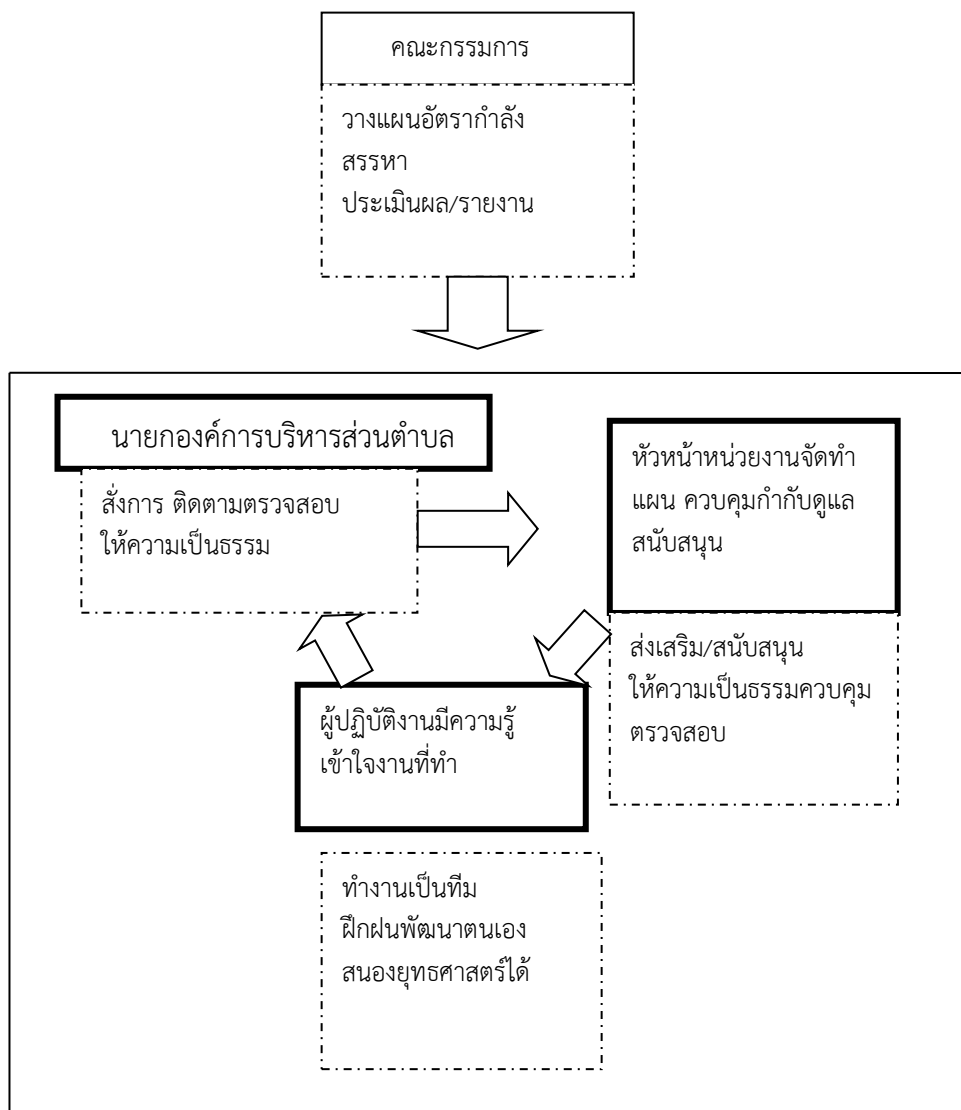 คณะกรรมการ
วางแผนอัตรากำลัง
สรรหา
ประเมินผล/รายงาน
นายกองค์การบริหารส่วนตำบล
สั่งการ ติดตามตรวจสอบ
ให้ความเป็นธรรม
หัวหน้าหน่วยงานจัดทำ
แผน ควบคุมกำกับดูแล
สนับสนุน
ส่งเสริม/สนับสนุน
ให้ความเป็นธรรมควบคุม
ตรวจสอบ
ผู้ปฏิบัติงานมีความรู้
เข้าใจงานที่ทำ
ทำงานเป็นทีม
ฝึกฝนพัฒนาตนเอง
สนองยุทธศาสตร์ได้